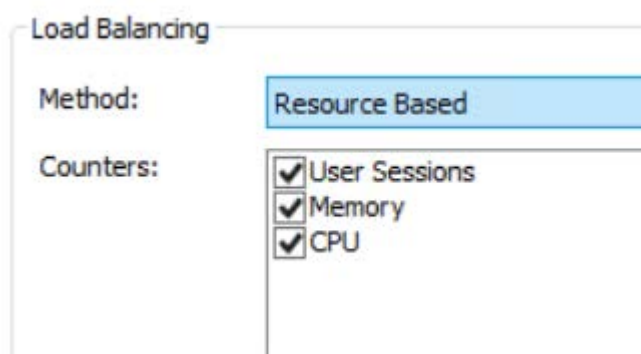 Load Balancing
Method:
Resource Based
Counters:
User Sessions
Memory
CPU